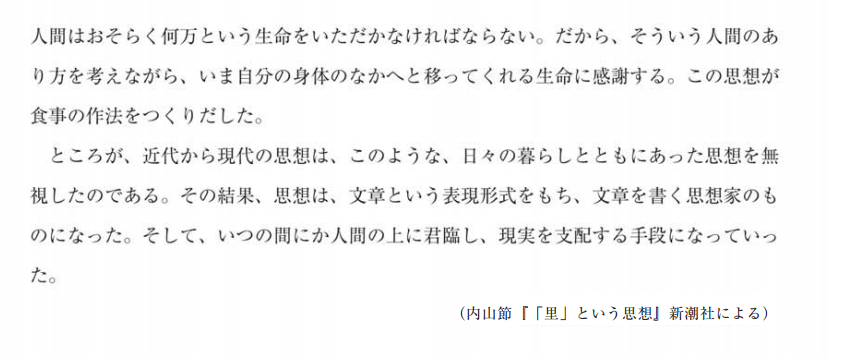 人間はおそらく何万という生命をいただかなければならない。だから、そういう人間のあ
り方を考えながら、いま自分の身体のなかへと移ってくれる生命に感謝する。この思想が
食事の作法をつくりだした。
　ところが、近代から現代の思想は、このような、日々の暮らしとともにあった思想を無
視したのである。その結果、思想は、文章という表現形式をもち、文章を書く思想家のも
のになった。そして、いつの間にか人間の上に君臨し、現実を支配する手段になっていっ
た。
（内山節『「里」という思想』新潮社による）